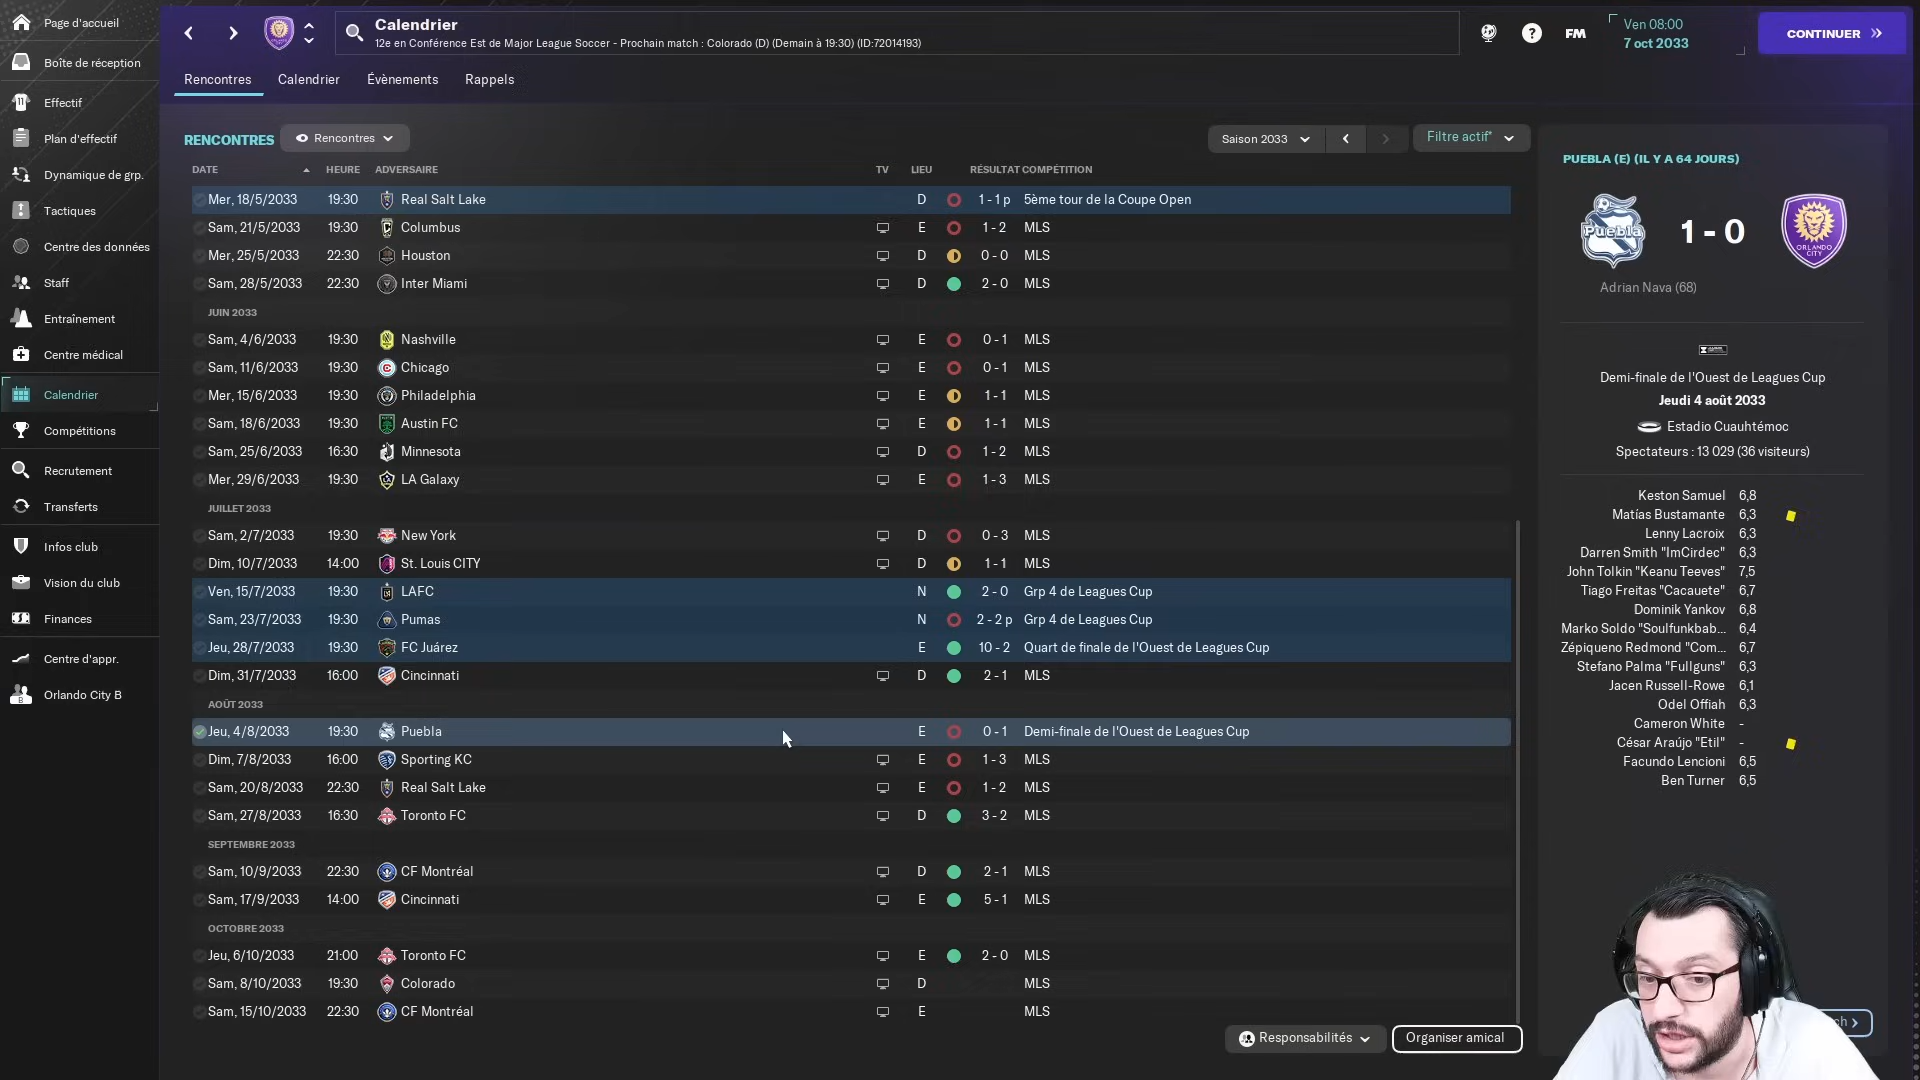 Page d'accueil
Boîte de réception
Effectif
Plan d'effectif
Dynamique de grp.
Tactiques
Centre des données
Staff
Entraînement
Centre médical
Calendrier
Compétitions
Recrutement
Transferts
Infos club
Vision du club
Finances
Centre d'appr.
Orlando City B
Calendrier
12e en Conférence Est de Major League Soccer - Prochain match : Colorado (D) (Demain à 19:30) (ID:72014193)
FM
Ven 08:00
7 oct 2033
CONTINUER
Rencontres Calendrier Évènements Rappels
RENCONTRES Rencontres Saison 2033 Filtre actif*
DATE HEURE ADVERSAIRE TV LIEU RÉSULTAT COMPÉTITION
Mer, 18/5/2033 19:30 Real Salt Lake D 1 - 1 p 5ème tour de la Coupe Open
Sam, 21/5/2033 19:30 Columbus E 1 - 2 MLS
Mer, 25/5/2033 22:30 Houston D 0 - 0 MLS
Sam, 28/5/2033 22:30 Inter Miami D 2 - 0 MLS
JUIN 2033
Sam, 4/6/2033 19:30 Nashville E 0 - 1 MLS
Sam, 11/6/2033 19:30 Chicago E 0 - 1 MLS
Mer, 15/6/2033 19:30 Philadelphia E 1 - 1 MLS
Sam, 18/6/2033 19:30 Austin FC E 1 - 1 MLS
Sam, 25/6/2033 16:30 Minnesota D 1 - 2 MLS
Mer, 29/6/2033 19:30 LA Galaxy E 1 - 3 MLS
JUILLET 2033
Sam, 2/7/2033 19:30 New York D 0 - 3 MLS
Dim, 10/7/2033 14:00 St. Louis CITY D 1 - 1 MLS
Ven, 15/7/2033 19:30 LAFC N 2 - 0 Grp 4 de Leagues Cup
Sam, 23/7/2033 19:30 Pumas N 2 - 2 p Grp 4 de Leagues Cup
Jeu, 28/7/2033 19:30 FC Juárez E 10 - 2 Quart de finale de l'Ouest de Leagues Cup
Dim, 31/7/2033 16:00 Cincinnati D 2 - 1 MLS
AOÛT 2033
Jeu, 4/8/2033 19:30 Puebla E 0 - 1 Demi-finale de l'Ouest de Leagues Cup
Dim, 7/8/2033 16:00 Sporting KC E 1 - 3 MLS
Sam, 20/8/2033 22:30 Real Salt Lake E 1 - 2 MLS
Sam, 27/8/2033 16:30 Toronto FC D 3 - 2 MLS
SEPTEMBRE 2033
Sam, 10/9/2033 22:30 CF Montréal D 2 - 1 MLS
Sam, 17/9/2033 14:00 Cincinnati E 5 - 1 MLS
OCTOBRE 2033
Jeu, 6/10/2033 21:00 Toronto FC E 2 - 0 MLS
Sam, 8/10/2033 19:30 Colorado D MLS
Sam, 15/10/2033 22:30 CF Montréal E MLS
Responsabilités Organiser amical
PUEBLA (E) (IL Y A 64 JOURS)
Puebla 1 - 0 ORLANDO CITY
Adrian Nava (68)
Demi-finale de l'Ouest de Leagues Cup
Jeudi 4 août 2033
Estadio Cuauhtémoc
Spectateurs : 13 029 (36 visiteurs)
Keston Samuel 6,8
Matías Bustamante 6,3
Lenny Lacroix 6,3
Darren Smith "ImCirdec" 6,3
John Tolkin "Keanu Teeves" 7,5
Tiago Freitas "Cacauete" 6,7
Dominik Yankov 6,8
Marko Soldo "Soulfunkbab... 6,4
Zépiqueno Redmond "Com... 6,7
Stefano Palma "Fullguns" 6,3
Jacen Russell-Rowe 6,1
Odel Offiah 6,3
Cameron White -
César Araújo "Etil" -
Facundo Lencioni 6,5
Ben Turner 6,5